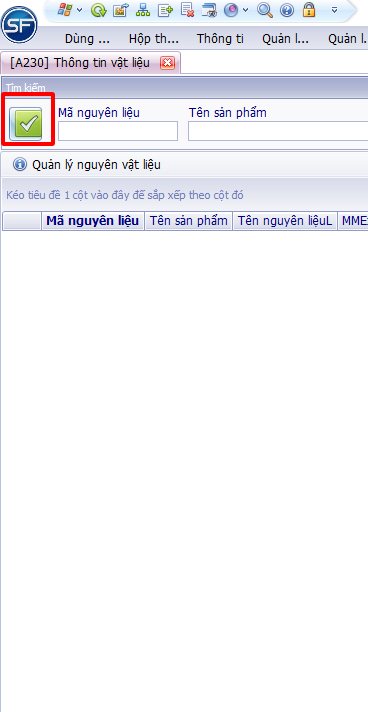 SF
Dùng ... Hộp th... Thông ti Quản l... Quản l.
[A230] Thông tin vật liệu
Tìm kiếm
Mã nguyên liệu Tên sản phẩm
Quản lý nguyên vật liệu
Kéo tiêu đề 1 cột vào đây để sắp xếp theo cột đó
Mã nguyên liệu Tên sản phẩm Tên nguyên liệuL MME